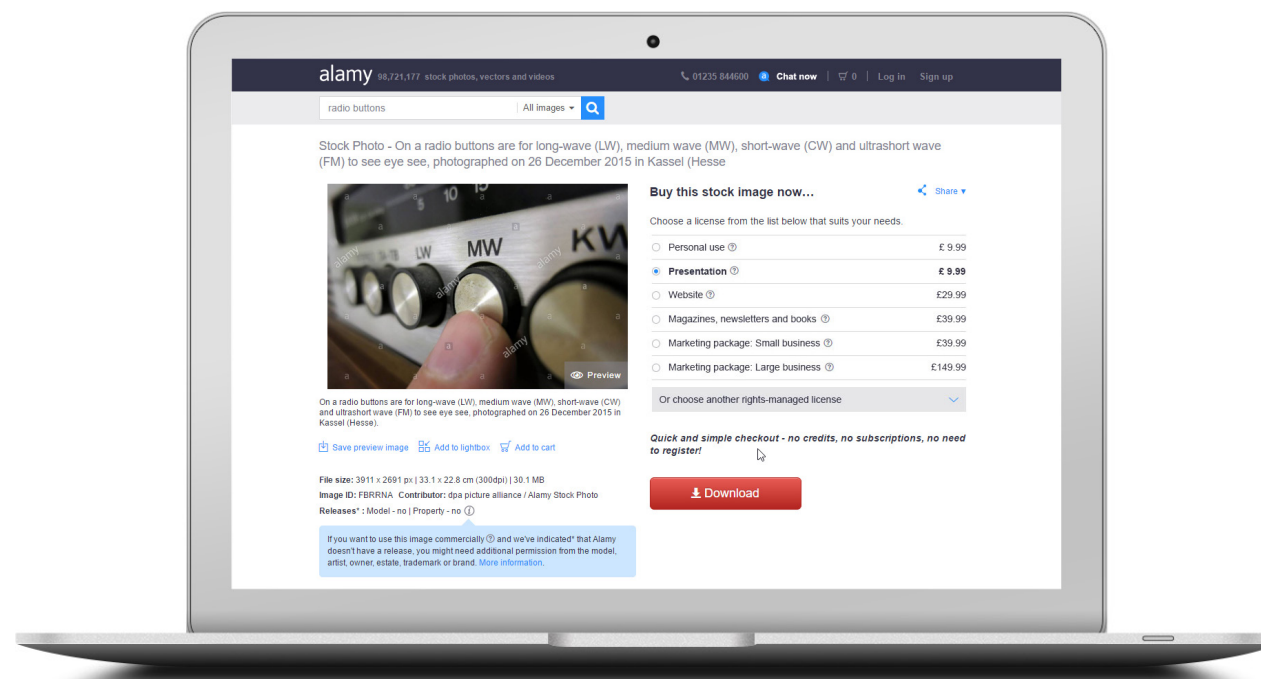 alamy 98,721,177 stock photos, vectors and videos
01235 844600 a Chat now 0 Log in Sign up
radio buttons All images
Stock Photo - On a radio buttons are for long-wave (LW), medium wave (MW), short-wave (CW) and ultrashort wave
(FM) to see eye see, photographed on 26 December 2015 in Kassel (Hesse
5 10 15
LW MW KW
alamy
a
Preview
On a radio buttons are for long-wave (LW), medium wave (MW), short-wave (CW)
and ultrashort wave (FM) to see eye see, photographed on 26 December 2015 in
Kassel (Hesse).
Save preview image Add to lightbox Add to cart
File size: 3911 x 2691 px | 33.1 x 22.8 cm (300dpi) | 30.1 MB
Image ID: FBRRNA Contributor: dpa picture alliance / Alamy Stock Photo
Releases* : Model - no | Property - no i
If you want to use this image commercially ? and we've indicated* that Alamy
doesn't have a release, you might need additional permission from the model,
artist, owner, estate, trademark or brand. More information.
Buy this stock image now... Share
Choose a license from the list below that suits your needs.
Personal use ? £ 9.99
Presentation ? £ 9.99
Website ? £29.99
Magazines, newsletters and books ? £39.99
Marketing package: Small business ? £39.99
Marketing package: Large business ? £149.99
Or choose another rights-managed license
Quick and simple checkout - no credits, no subscriptions, no need
to register!
Download